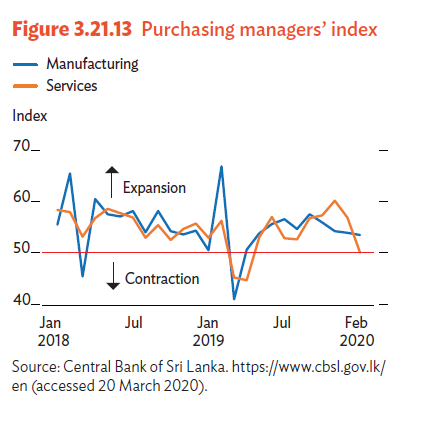 Figure 3.21.13 Purchasing managers’ index
Manufacturing
Services
Index
70
60
Expansion
50
Contraction
40
Jan Jul Jan Jul Feb
2018 2019 2020
Source: Central Bank of Sri Lanka. https://www.cbsl.gov.lk/
en (accessed 20 March 2020).